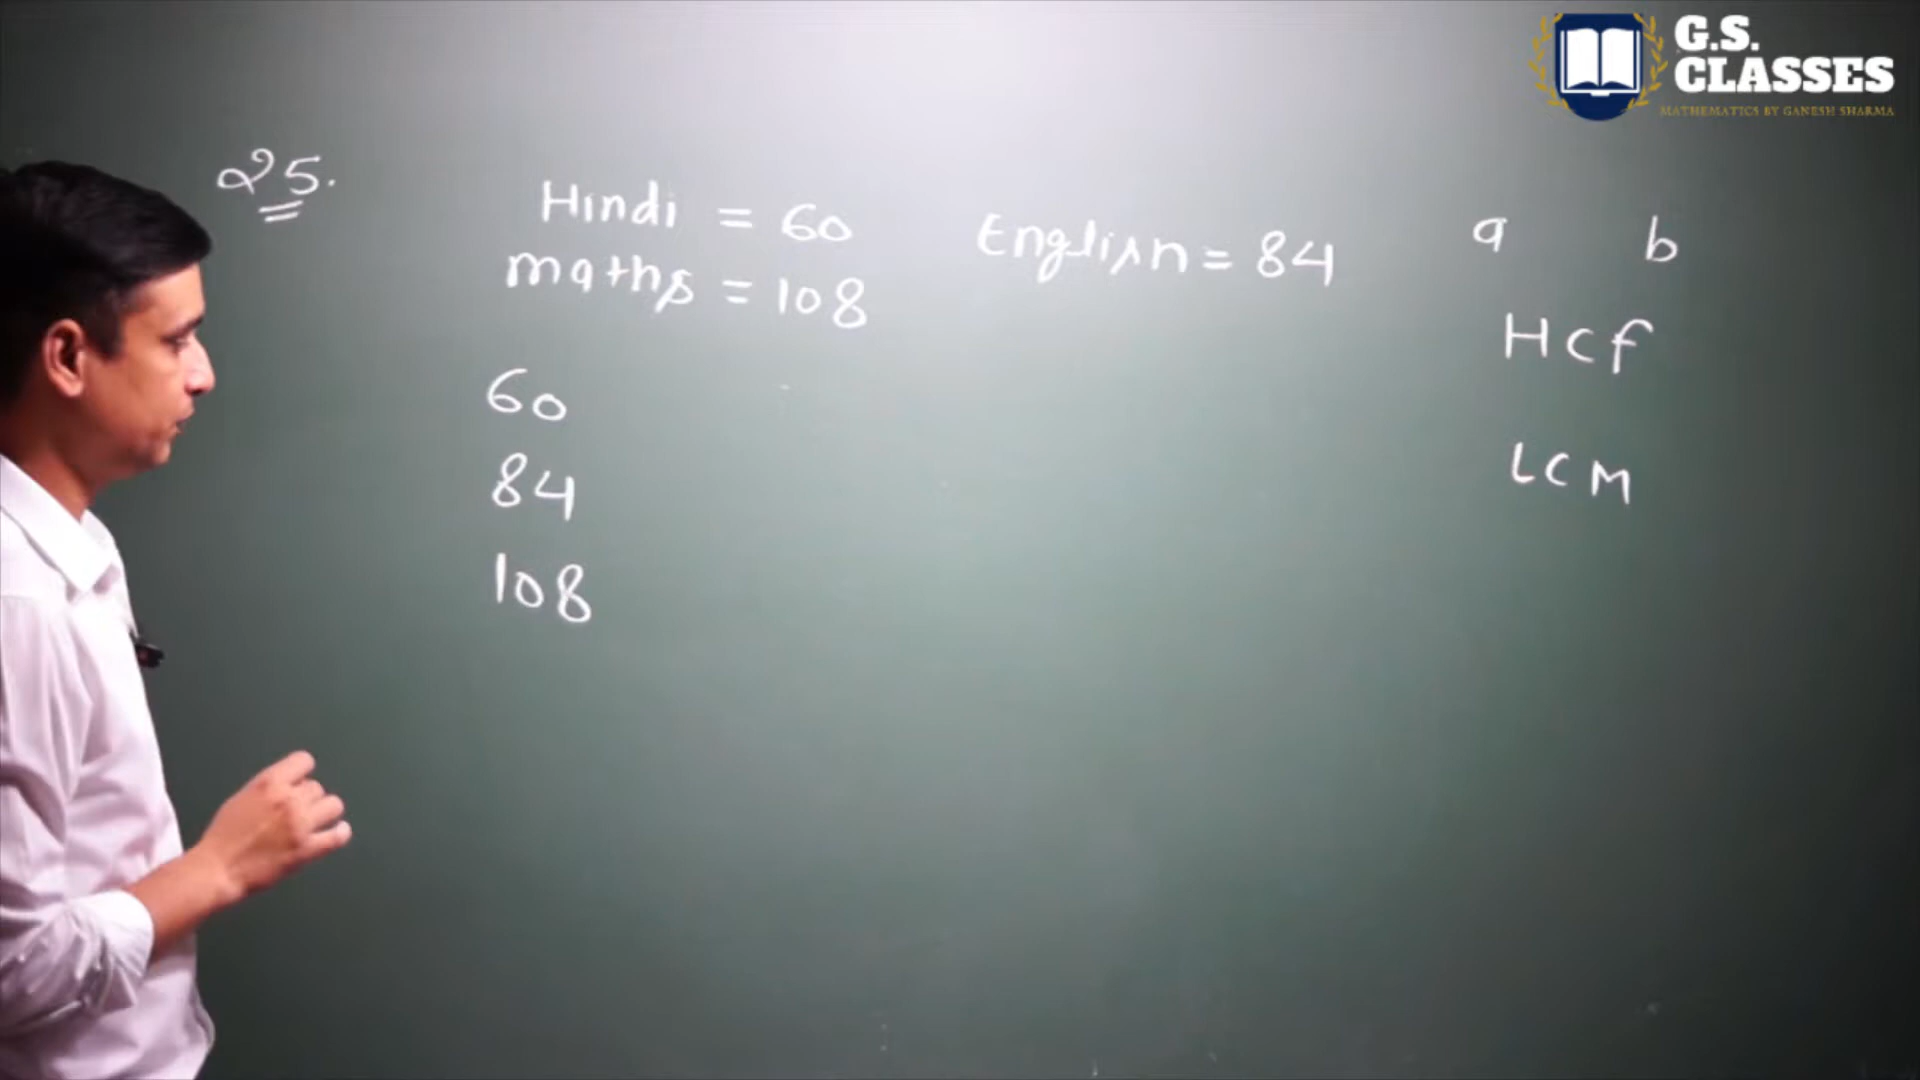 G.S.
CLASSES
MATHEMATICS BY GANESH SHARMA
25.
Hindi = 60
English = 84
maths = 108
a b
HCf
LCM
60
84
108